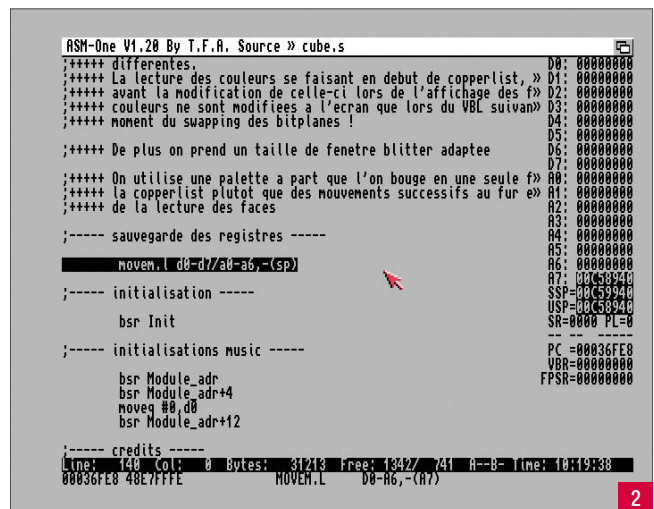 ASM-One V1.20 By T.F.A. Source » cube.s
;+++++ differentes. D0: 00000000
;+++++ La lecture des couleurs se faisant en debut de copperlist, » D1: 00000000
;+++++ avant la modification de celle-ci lors de l'affichage des f» D2: 00000000
;+++++ couleurs ne sont modifiees a l'ecran que lors du VBL suivan» D3: 00000000
;+++++ moment du swapping des bitplanes ! D4: 00000000
D5: 00000000
;+++++ De plus on prend un taille de fenetre blitter adaptee D6: 00000000
D7: 00000000
;+++++ On utilise une palette a part que l'on bouge en une seule f» A0: 00000000
;+++++ la copperlist plutot que des mouvements successifs au fur e» A1: 00000000
;+++++ de la lecture des faces A2: 00000000
A3: 00000000
;----- sauvegarde des registres ----- A4: 00000000
A5: 00000000
movem.l d0-d7/a0-a6,-(sp) A6: 00000000
A7: 00C58940
;----- initialisation ----- SSP=00C59940
USP=00C58940
bsr Init SR=0000 PL=0
-- -- -----
;----- initialisations music ----- PC =00036FE8
VBR=00000000
bsr Module_adr FPSR=00000000
bsr Module_adr+4
moveq #0,d0
bsr Module_adr+12
;----- credits -----
Line: 140 Col: 0 Bytes: 31213 Free: 1342/ 741 A--B- Time: 10:19:38
00036FE8 48E7FFFE MOVEM.L D0-A6,-(A7)
2